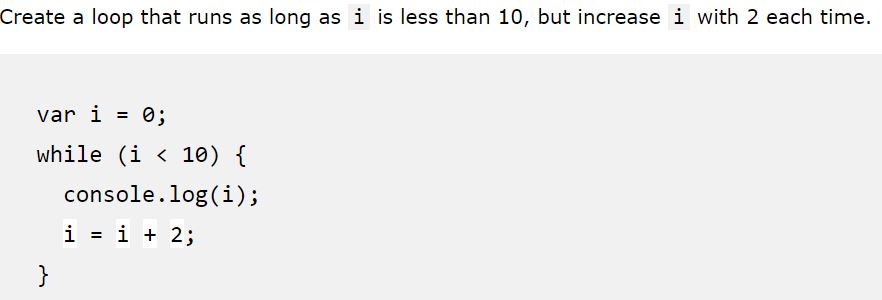 Create a loop that runs as long as i is less than 10, but increase i with 2 each time.
var i = 0;
while (i < 10) {
  console.log(i);
  i = i + 2;
}